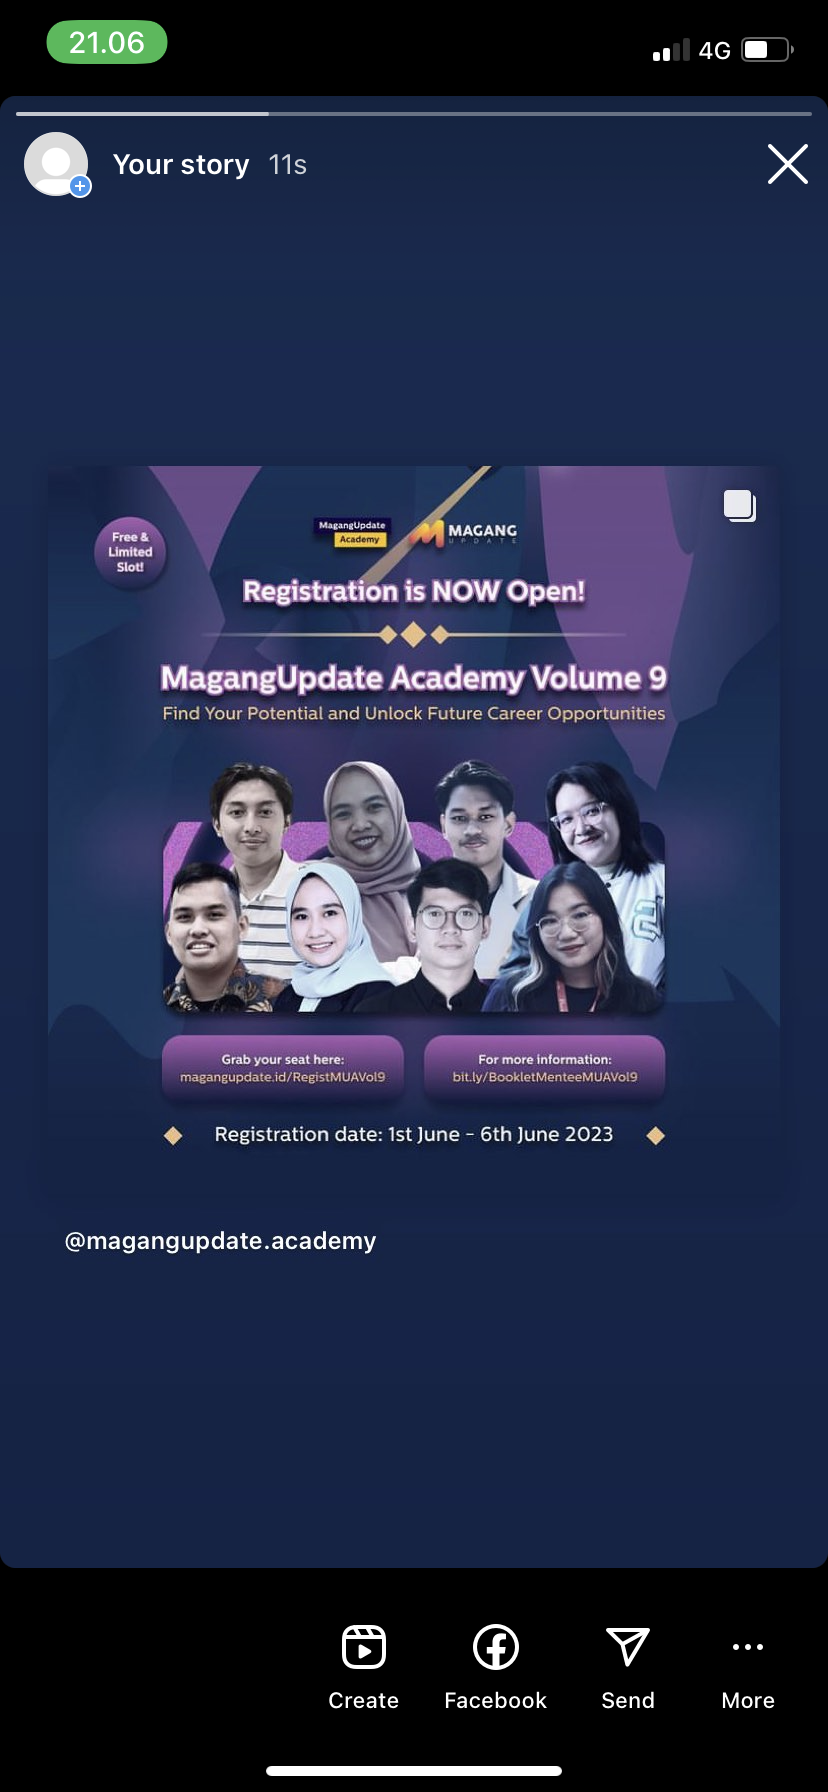 21.06
4G
Your story 11s
Free &
Limited
Slot!
MagangUpdate
Academy
MAGANG
UPDATE
Registration is NOW Open!
MagangUpdate Academy Volume 9
Find Your Potential and Unlock Future Career Opportunities
Grab your seat here:
magangupdate.id/RegistMUAVol9
For more information:
bit.ly/BookletMenteeMUAVol9
Registration date: 1st June - 6th June 2023
@magangupdate.academy
Create
Facebook
Send
More